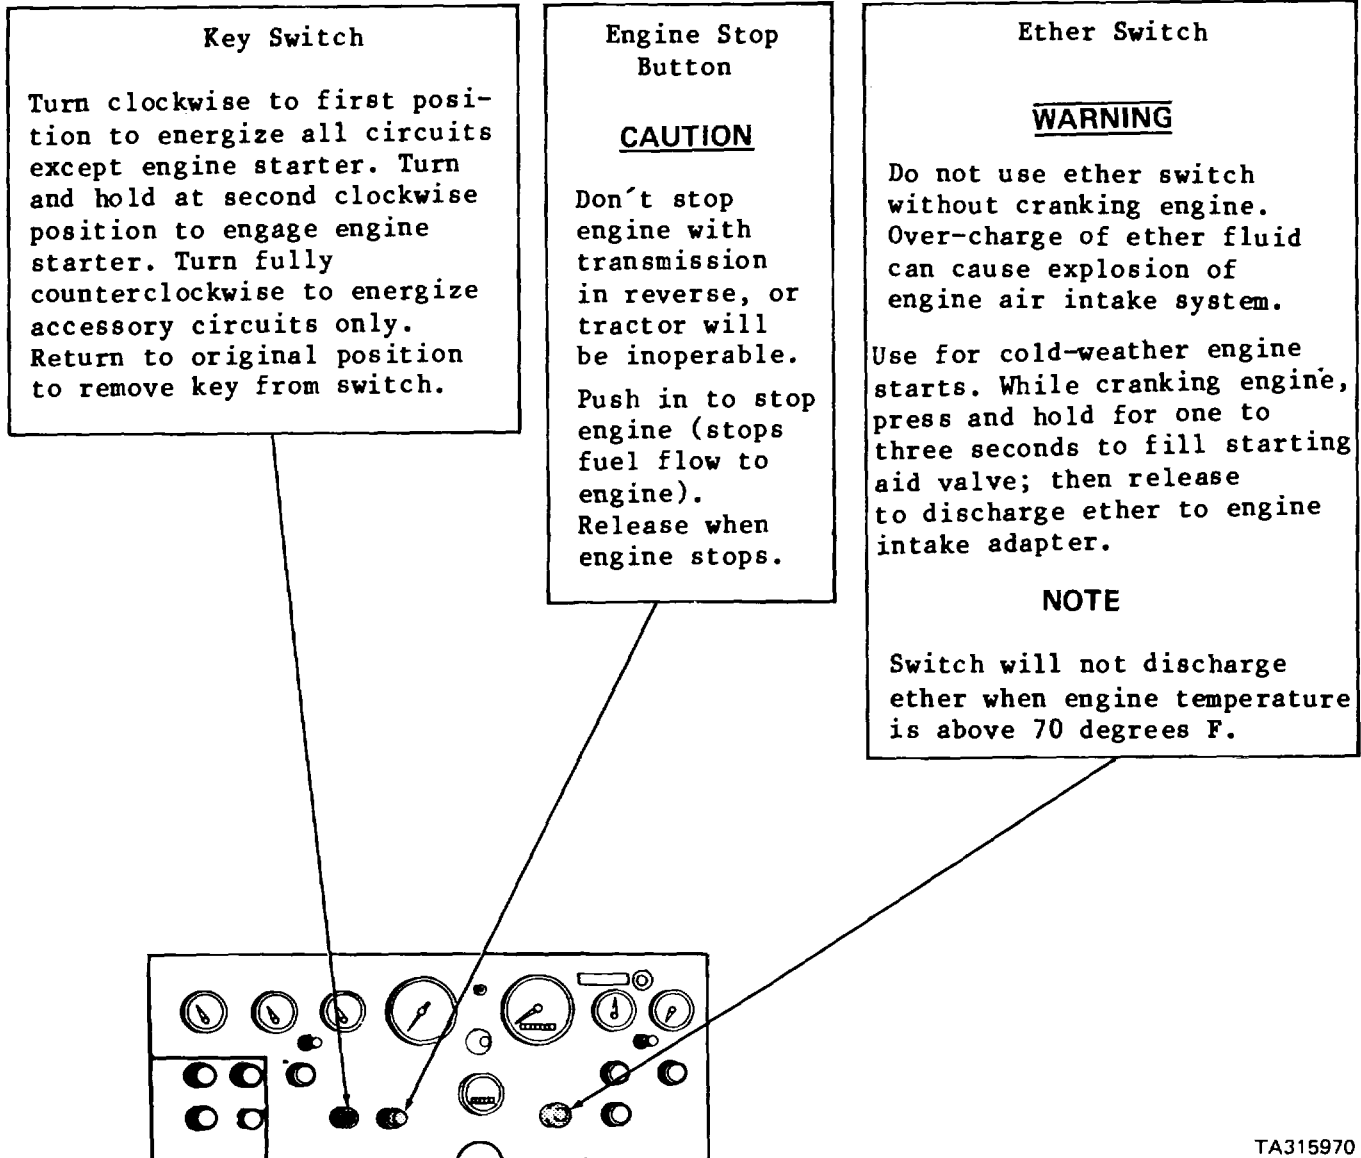 Key Switch
Turn clockwise to first posi-
tion to energize all circuits
except engine starter. Turn
and hold at second clockwise
position to engage engine
starter. Turn fully
counterclockwise to energize
accessory circuits only.
Return to original position
to remove key from switch.
Engine Stop
Button
CAUTION
Don´t stop
engine with
transmission
in reverse, or
tractor will
be inoperable.
Push in to stop
engine (stops
fuel flow to
engine).
Release when
engine stops.
Ether Switch
WARNING
Do not use ether switch
without cranking engine.
Over-charge of ether fluid
can cause explosion of
engine air intake system.
Use for cold-weather engine
starts. While cranking engine,
press and hold for one to
three seconds to fill starting
aid valve; then release
to discharge ether to engine
intake adapter.
NOTE
Switch will not discharge
ether when engine temperature
is above 70 degrees F.
TA315970